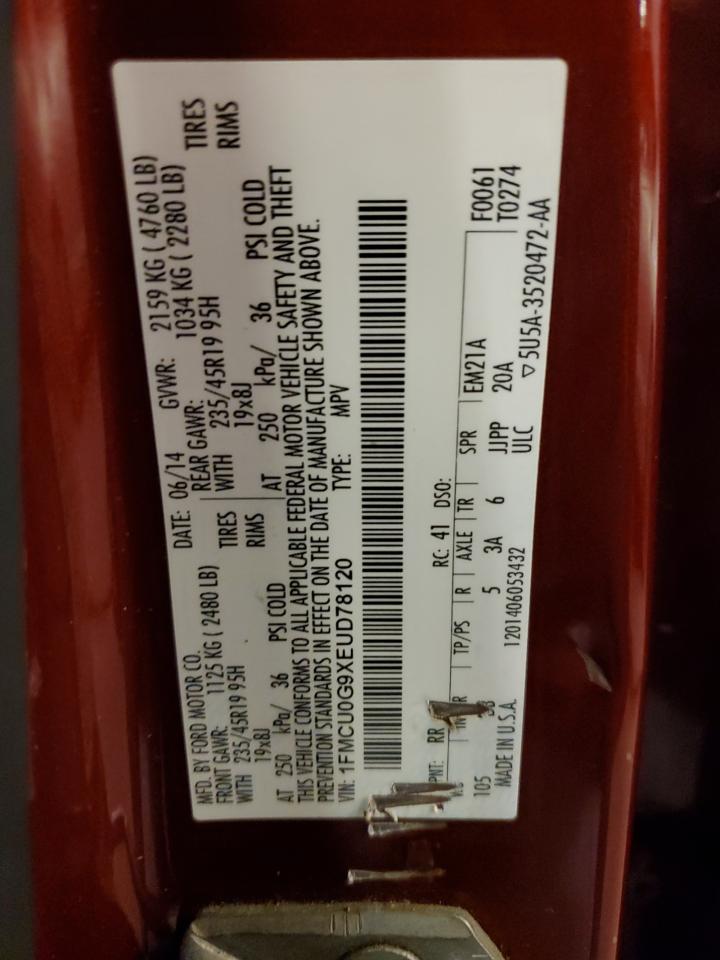 MFD. BY FORD MOTOR CO.
DATE: 06/14 GVWR: 2159 KG ( 4760 LB)
FRONT GAWR: 1125 KG ( 2480 LB) REAR GAWR: 1034 KG ( 2280 LB)
WITH 235/45R19 95H TIRES WITH 235/45R19 95H TIRES
19x8J RIMS 19x8J RIMS
AT 250 kPa/ 36 PSI COLD AT 250 kPa/ 36 PSI COLD
THIS VEHICLE CONFORMS TO ALL APPLICABLE FEDERAL MOTOR VEHICLE SAFETY AND THEFT
PREVENTION STANDARDS IN EFFECT ON THE DATE OF MANUFACTURE SHOWN ABOVE.
VIN: 1FMCU0G9XEUD78120 TYPE: MPV
PNT: RR RC: 41 DSO: F0061
R TP/PS R AXLE TR SPR EM21A T0274
105 5 3A 6 JJPP 20A
MADE IN U.S.A. 1201406053432 ULC ▽5U5A-3520472-AA